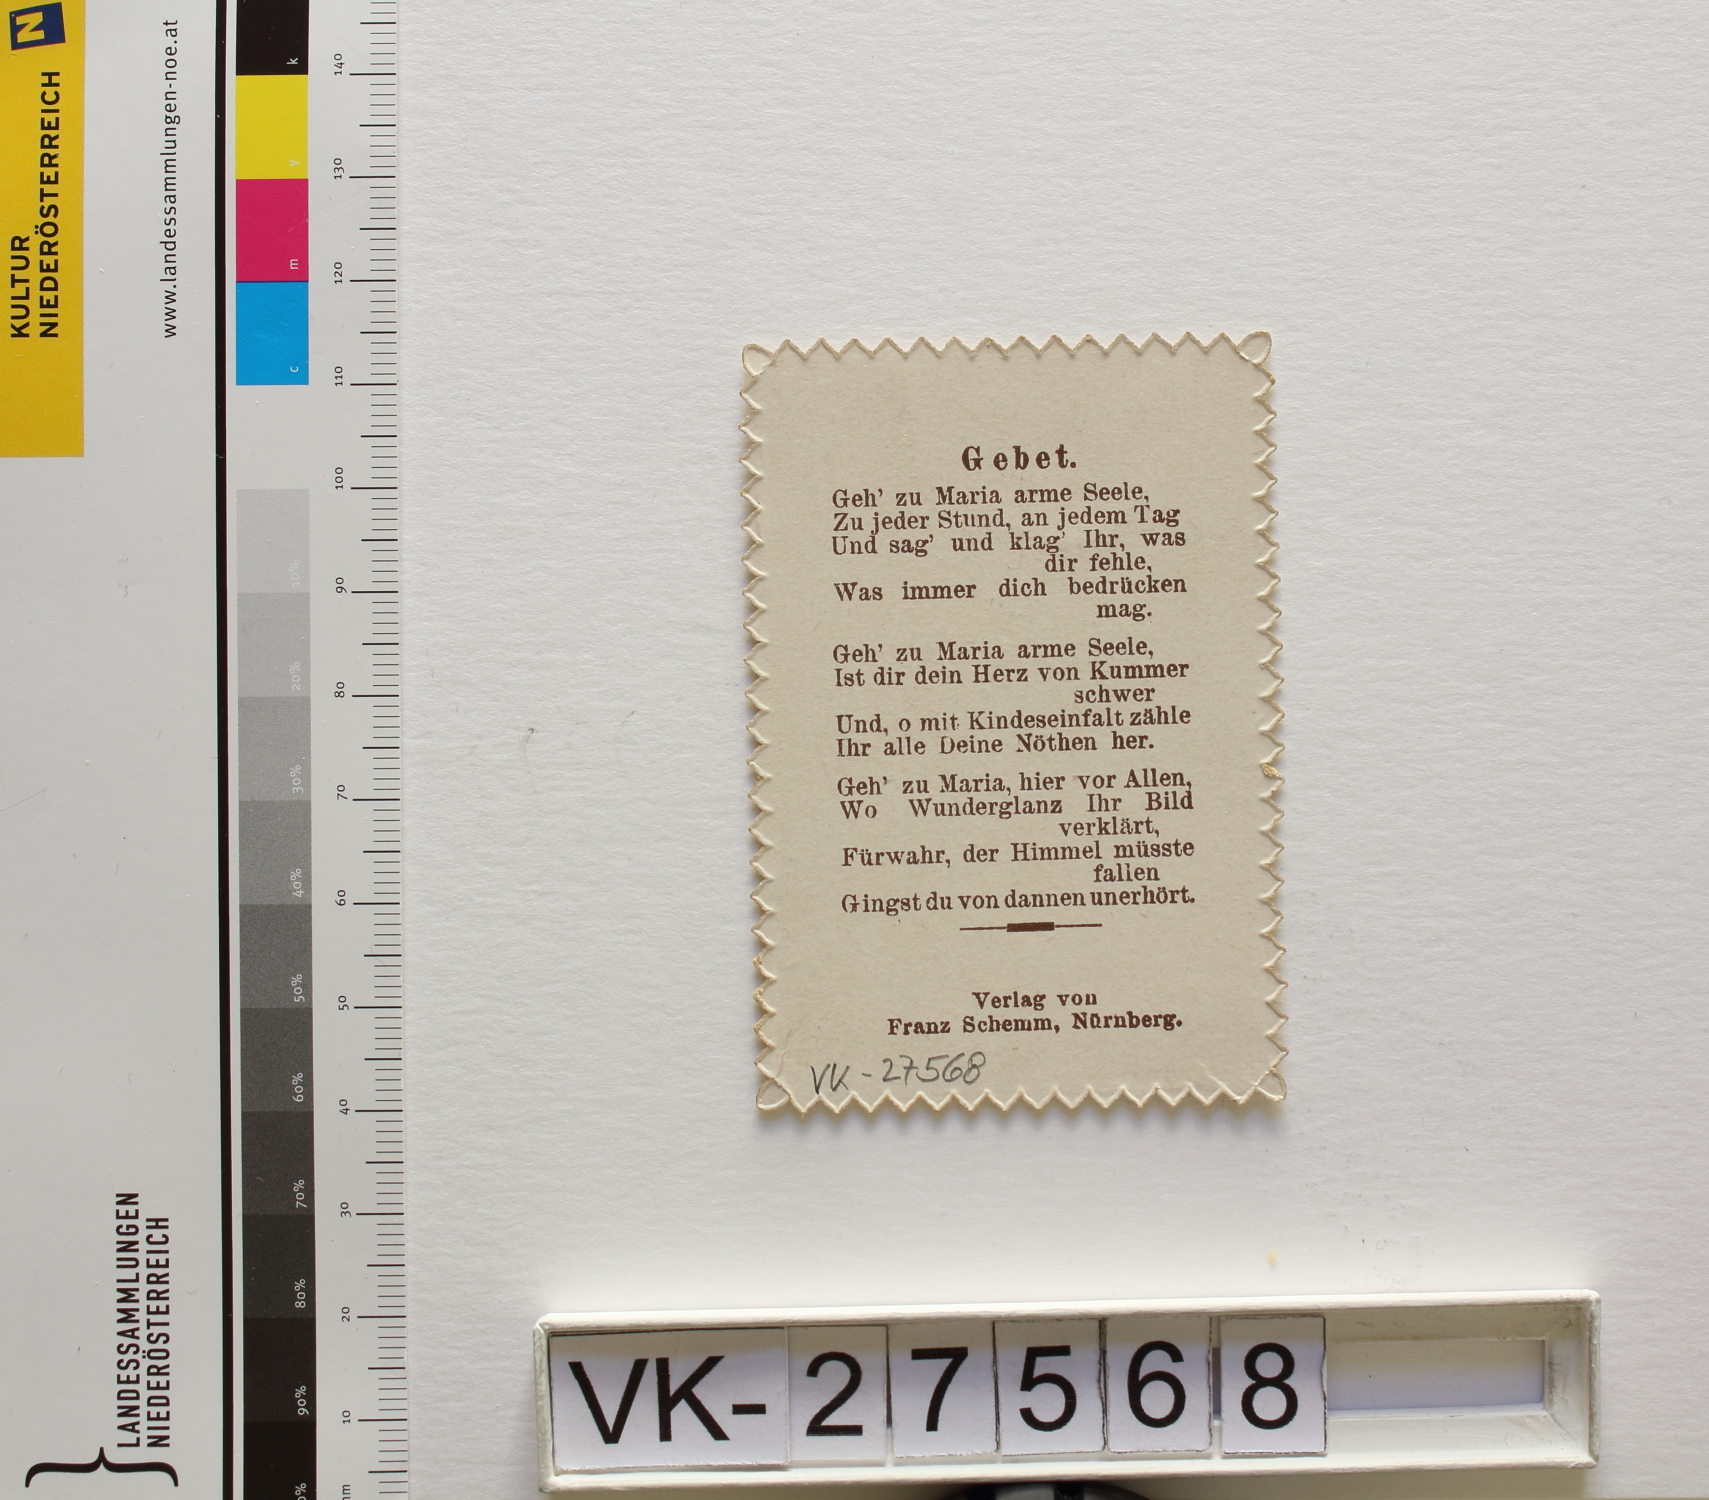 KULTUR
NIEDERÖSTERREICH
N
www.landessammlungen-noe.at
LANDESSAMMLUNGEN
NIEDERÖSTERREICH
k
y
m
c
10%
20%
30%
40%
50%
60%
70%
80%
90%
140
130
120
110
100
90
80
70
60
50
40
30
20
10
Gebet.
Geh' zu Maria arme Seele,
Zu jeder Stund, an jedem Tag
Und sag' und klag' Ihr, was
dir fehle,
Was immer dich bedrücken
mag.
Geh' zu Maria arme Seele,
Ist dir dein Herz von Kummer
schwer
Und, o mit Kindeseinfalt zähle
Ihr alle Deine Nöthen her.
Geh' zu Maria, hier vor Allen,
Wo Wunderglanz Ihr Bild
verklärt,
Fürwahr, der Himmel müsste
fallen
Gingst du von dannen unerhört.
Verlag von
Franz Schemm, Nürnberg.
VK-27568
VK-27568